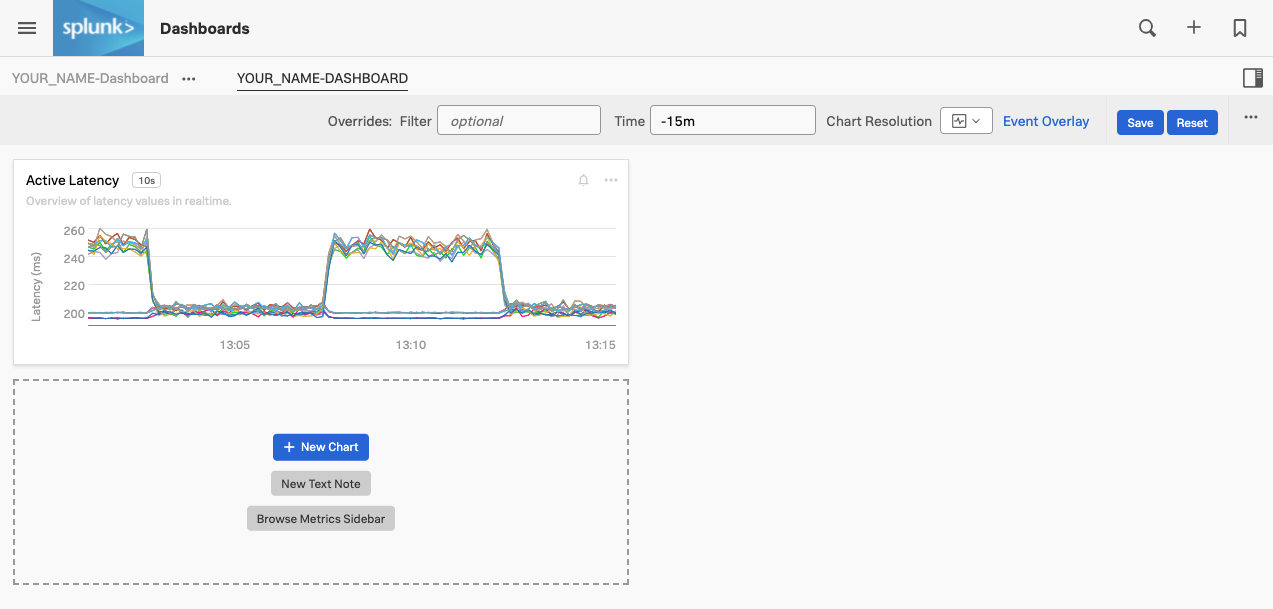 splunk> Dashboards
YOUR_NAME-Dashboard ••• YOUR_NAME-DASHBOARD
Overrides: Filter optional Time -15m Chart Resolution Event Overlay Save Reset
Active Latency 10s
Overview of latency values in realtime.
Latency (ms)
260
240
220
200
13:05 13:10 13:15
+ New Chart
New Text Note
Browse Metrics Sidebar